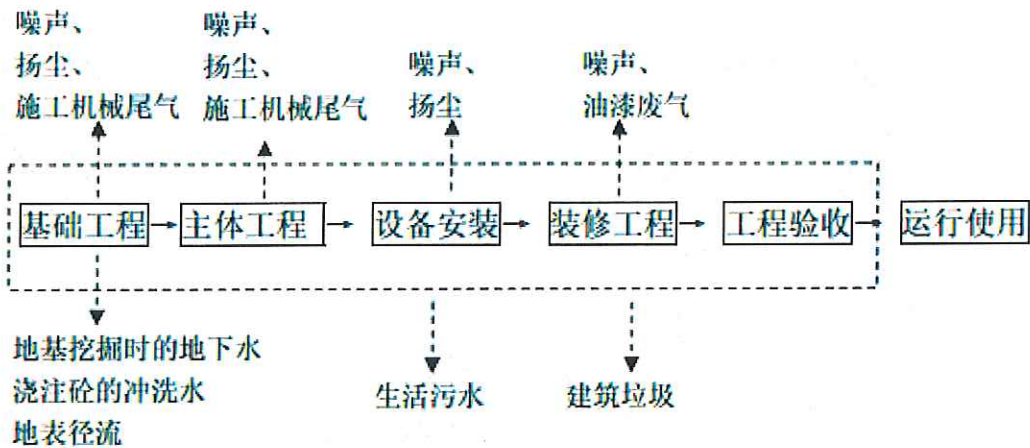 噪声、
扬尘、
施工机械尾气
噪声、
扬尘、
施工机械尾气
噪声、
扬尘
噪声、
油漆废气
基础工程
主体工程
设备安装
装修工程
工程验收
运行使用
地基挖掘时的地下水
浇注砼的冲洗水
地表径流
生活污水
建筑垃圾